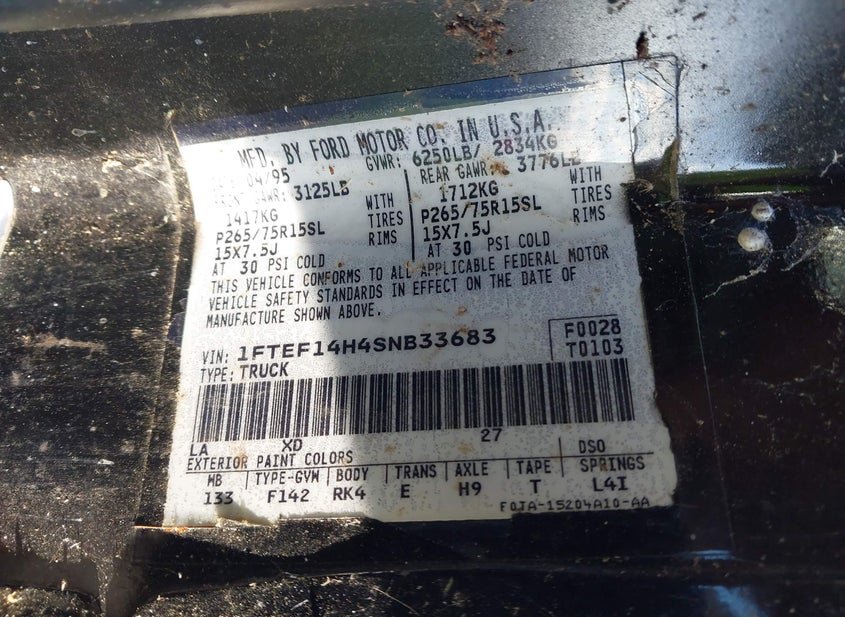 MFD. BY FORD MOTOR CO. IN U.S.A.
04/95 GVWR: 6250LB/ 2834KG
GAWR: 3125LB REAR GAWR: 3776LB
1417KG WITH 1712KG WITH
P265/75R15SL TIRES P265/75R15SL TIRES
15X7.5J RIMS 15X7.5J RIMS
AT 30 PSI COLD AT 30 PSI COLD
THIS VEHICLE CONFORMS TO ALL APPLICABLE FEDERAL MOTOR
VEHICLE SAFETY STANDARDS IN EFFECT ON THE DATE OF
MANUFACTURE SHOWN ABOVE.
VIN: 1FTEF14H4SNB33683 F0028
TYPE: TRUCK T0103
LA XD 27
EXTERIOR PAINT COLORS DSO
WB TYPE-GVW BODY TRANS AXLE TAPE SPRINGS
133 F142 RK4 E H9 T L4I
F0TA-15204A10-AA